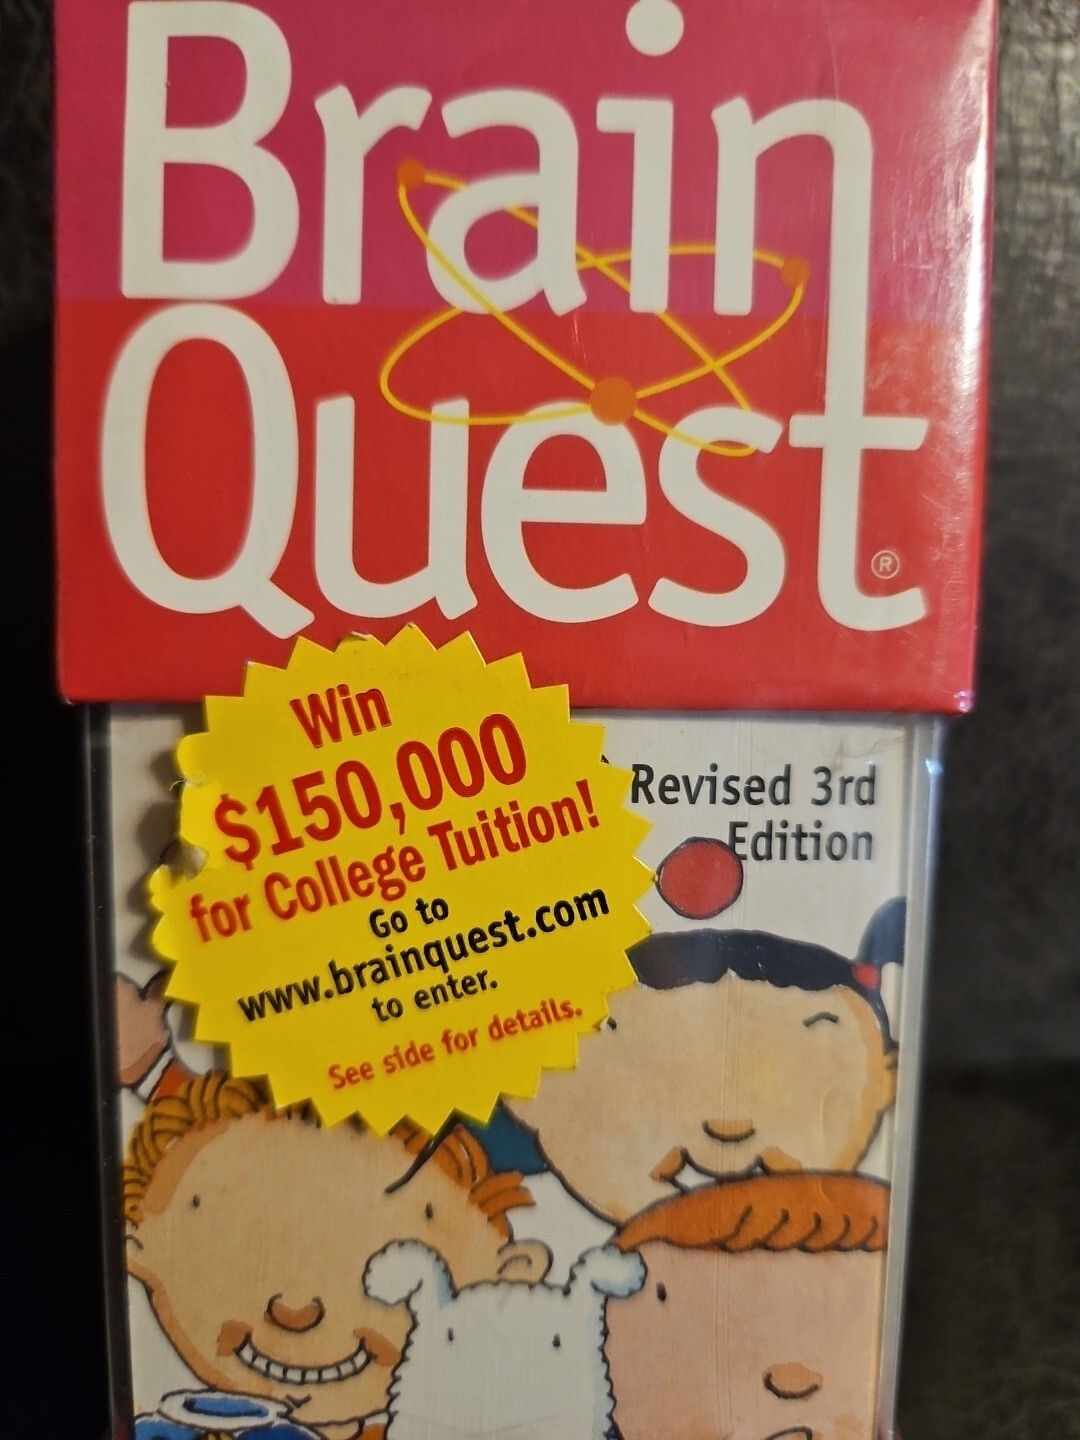 Brain
Quest®
Win
$150,000
for College Tuition!
Go to
www.brainquest.com
to enter.
See side for details.
Revised 3rd
Edition